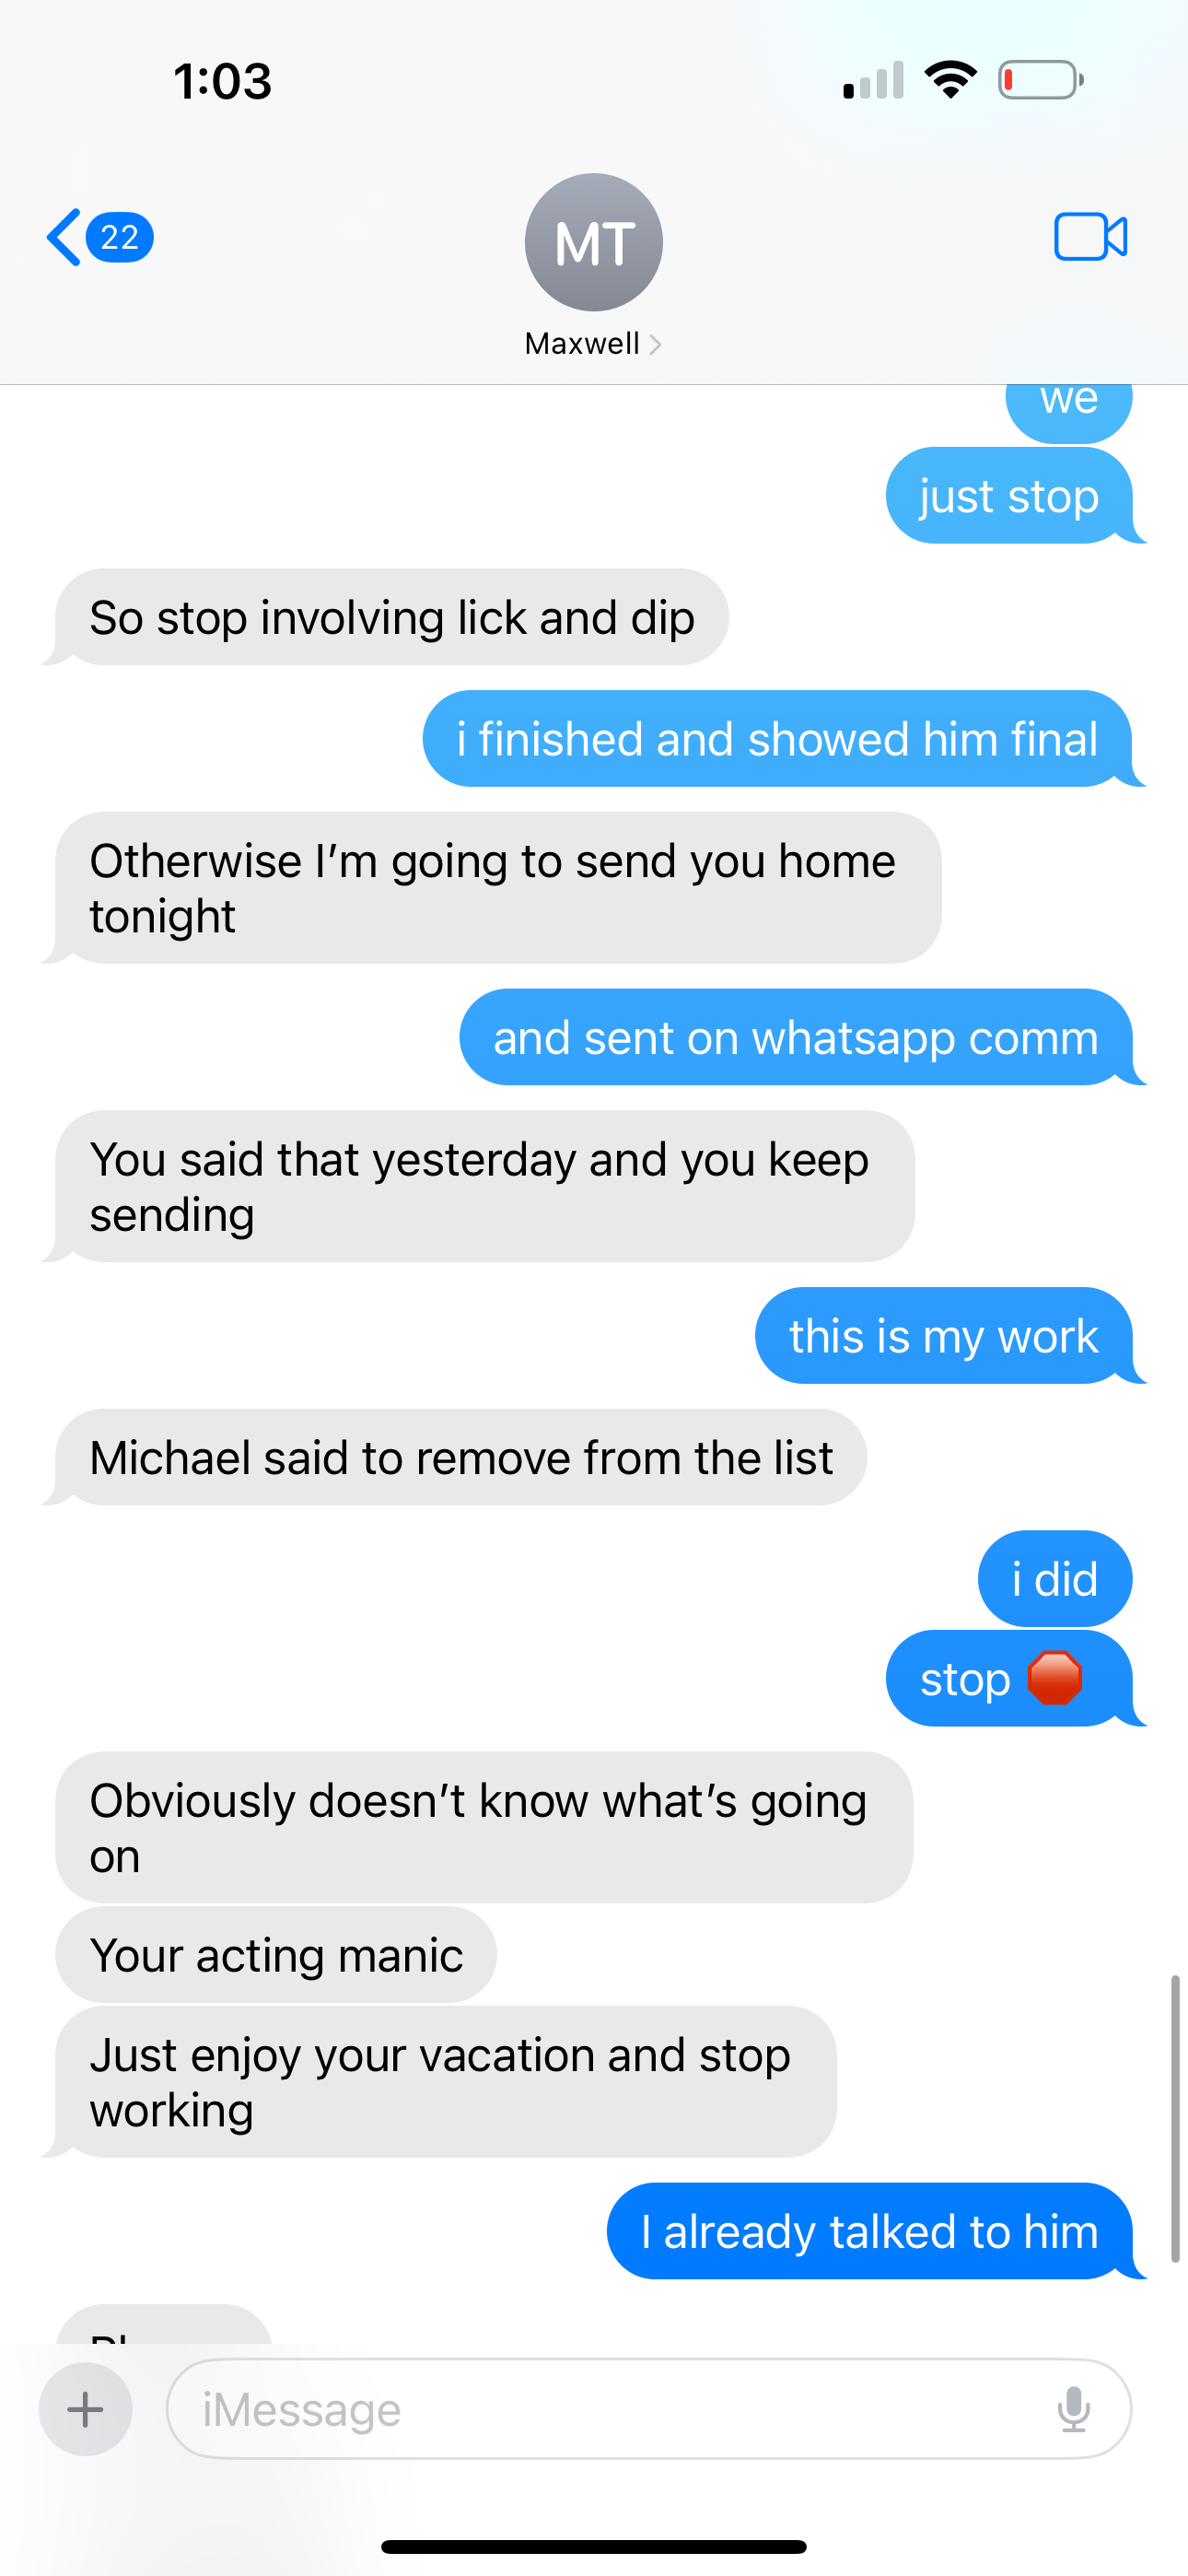 1:03
22
MT
Maxwell
we
just stop
So stop involving lick and dip
i finished and showed him final
Otherwise I’m going to send you home
tonight
and sent on whatsapp comm
You said that yesterday and you keep
sending
this is my work
Michael said to remove from the list
i did
stop 🛑
Obviously doesn’t know what’s going
on
Your acting manic
Just enjoy your vacation and stop
working
I already talked to him
iMessage